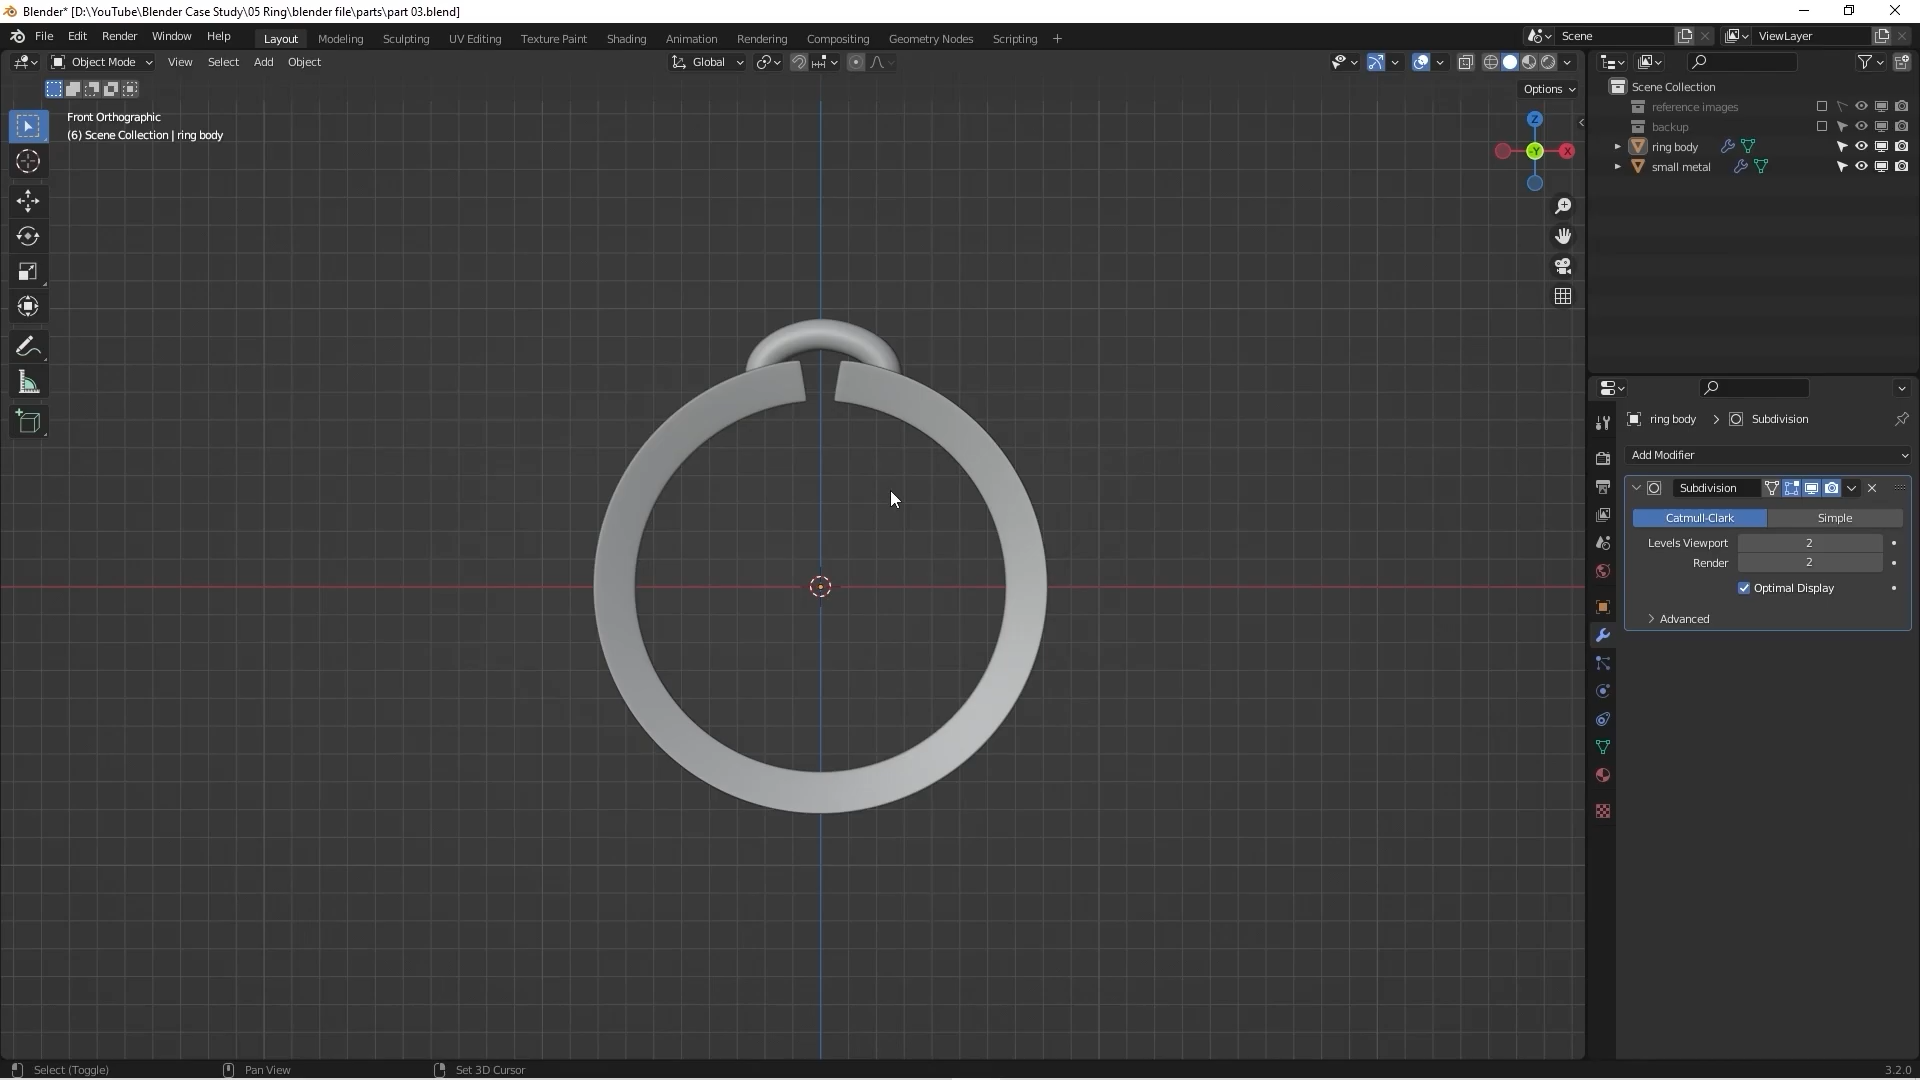 Blender* [D:\YouTube\Blender Case Study\05 Ring\blender file\parts\part 03.blend]
File Edit Render Window Help Layout Modeling Sculpting UV Editing Texture Paint Shading Animation Rendering Compositing Geometry Nodes Scripting + Scene ViewLayer
Object Mode View Select Add Object Global
Options
Front Orthographic
(6) Scene Collection | ring body
Z
-Y X
Scene Collection
reference images
backup
ring body
small metal
ring body > Subdivision
Add Modifier
Subdivision
Catmull-Clark Simple
Levels Viewport 2
Render 2
Optimal Display
Advanced
Select (Toggle) Pan View Set 3D Cursor 3.2.0